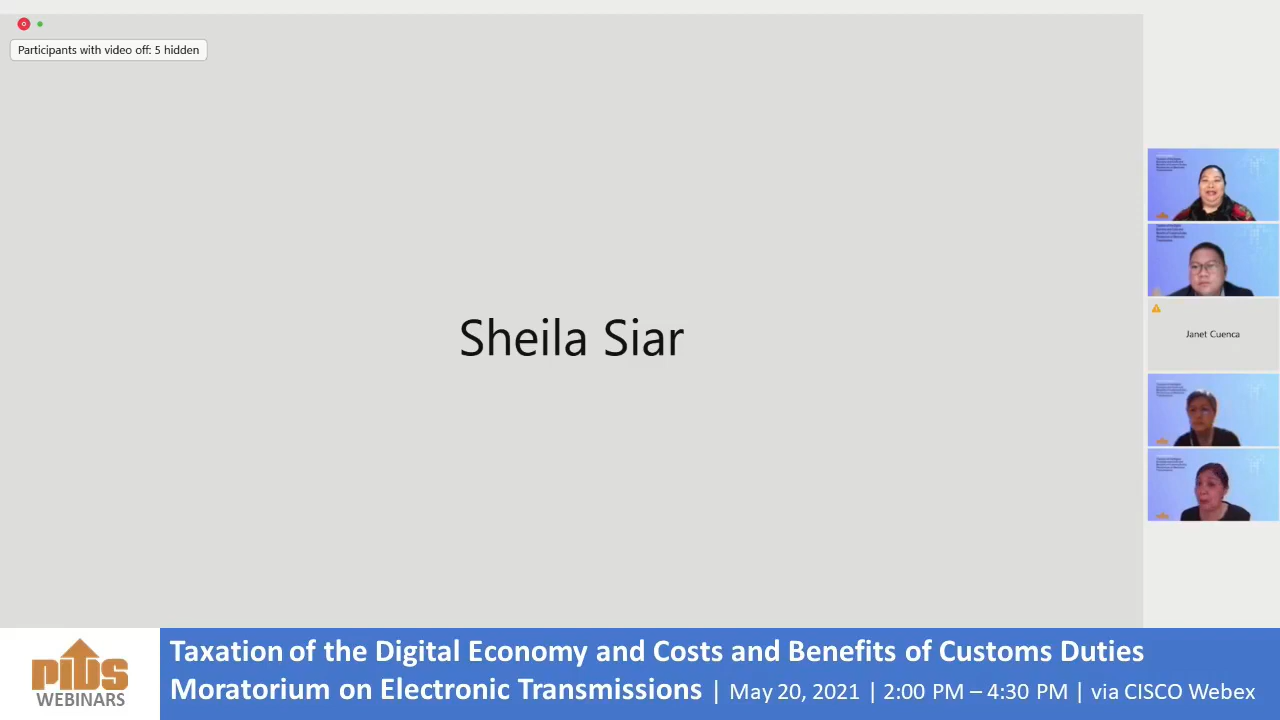 Participants with video off: 5 hidden
Sheila Siar
Janet Cuenca
PIDS
WEBINARS
Taxation of the Digital Economy and Costs and Benefits of Customs Duties
Moratorium on Electronic Transmissions | May 20, 2021 | 2:00 PM – 4:30 PM | via CISCO Webex